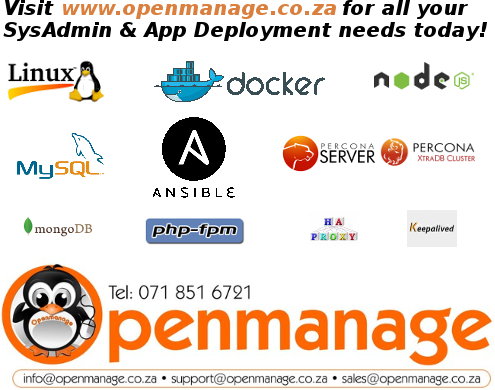 Visit www.openmanage.co.za for all your
SysAdmin & App Deployment needs today!
Linux
docker
node JS
MySQL
ANSIBLE
PERCONA
SERVER
PERCONA
XTRADB CLUSTER
mongoDB
php-fpm
HA
PROXY
Keepalived
Tel: 071 851 6721
Openmanage
penmanage
info@openmanage.co.za • support@openmanage.co.za • sales@openmanage.co.za